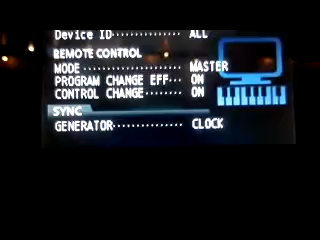 Device ID·············· ALL
REMOTE CONTROL
MODE··················· MASTER
PROGRAM CHANGE EFF··· ON
CONTROL CHANGE········ ON
SYNC
GENERATOR·············· CLOCK